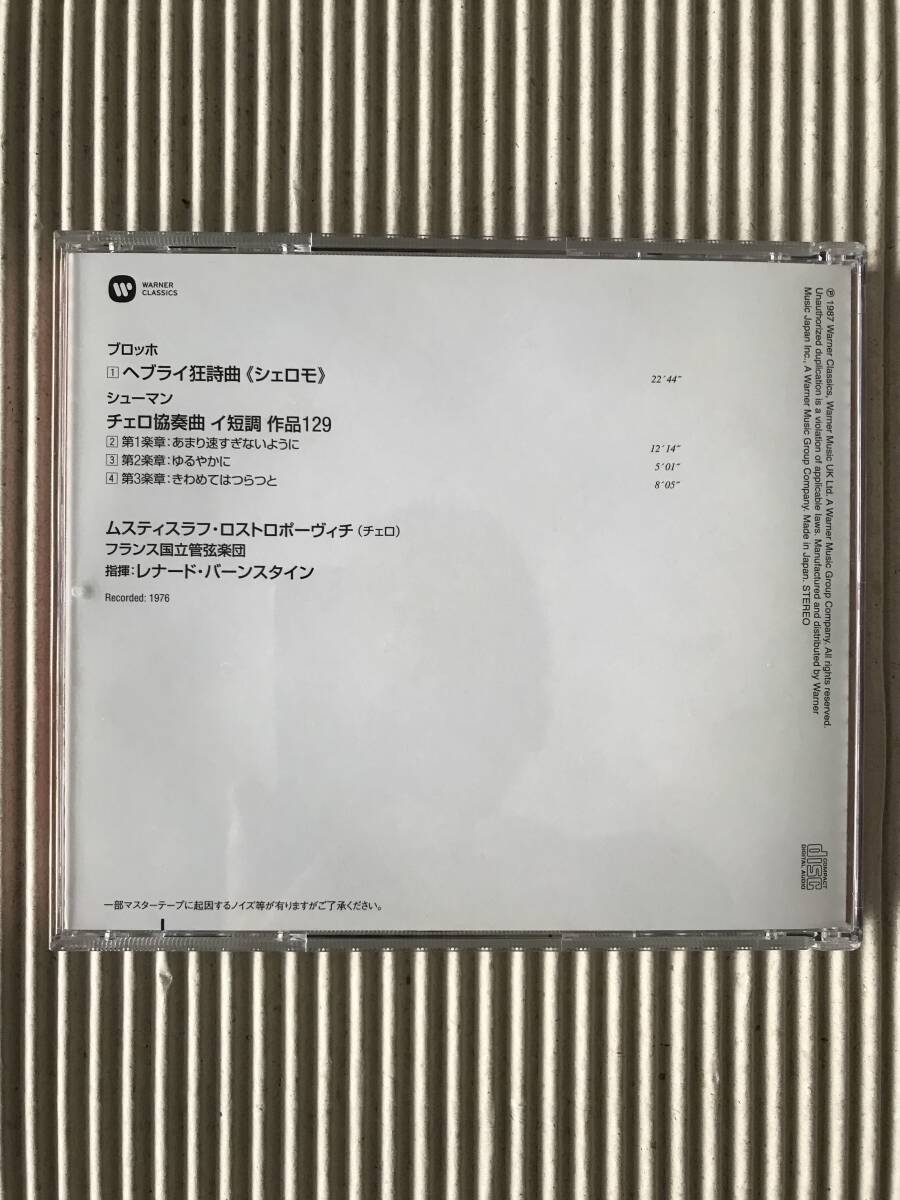 WARNER
CLASSICS
ブロッホ
1 ヘブライ狂詩曲《シェロモ》 22´44˝
シューマン
チェロ協奏曲 イ短調 作品129
2 第1楽章：あまり速すぎないように 12´14˝
3 第2楽章：ゆるやかに 5´01˝
4 第3楽章：きわめてはつらつと 8´05˝
ムスティスラフ・ロストロポーヴィチ（チェロ）
フランス国立管弦楽団
指揮：レナード・バーンスタイン
Recorded: 1976
一部マスターテープに起因するノイズ等が有りますがご了承ください。
℗ 1987 Warner Classics, Warner Music UK Ltd. A Warner Music Group Company. All rights reserved.
Unauthorized duplication is a violation of applicable laws. Manufactured and distributed by Warner
Music Japan Inc., A Warner Music Group Company. Made in Japan. STEREO
COMPACT
disc
DIGITAL AUDIO